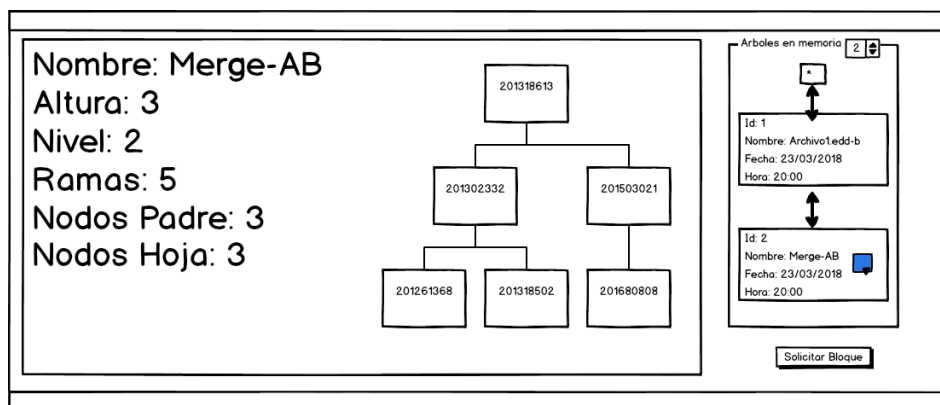 Nombre: Merge-AB
Altura: 3
Nivel: 2
Ramas: 5
Nodos Padre: 3
Nodos Hoja: 3
201318613
201302332
201503021
201261368
201318502
201680808
Arboles en memoria
2
*
Id: 1
Nombre: Archivo1.edd-b
Fecha: 23/03/2018
Hora: 20:00
Id: 2
Nombre: Merge-AB
Fecha: 23/03/2018
Hora: 20:00
Solicitar Bloque